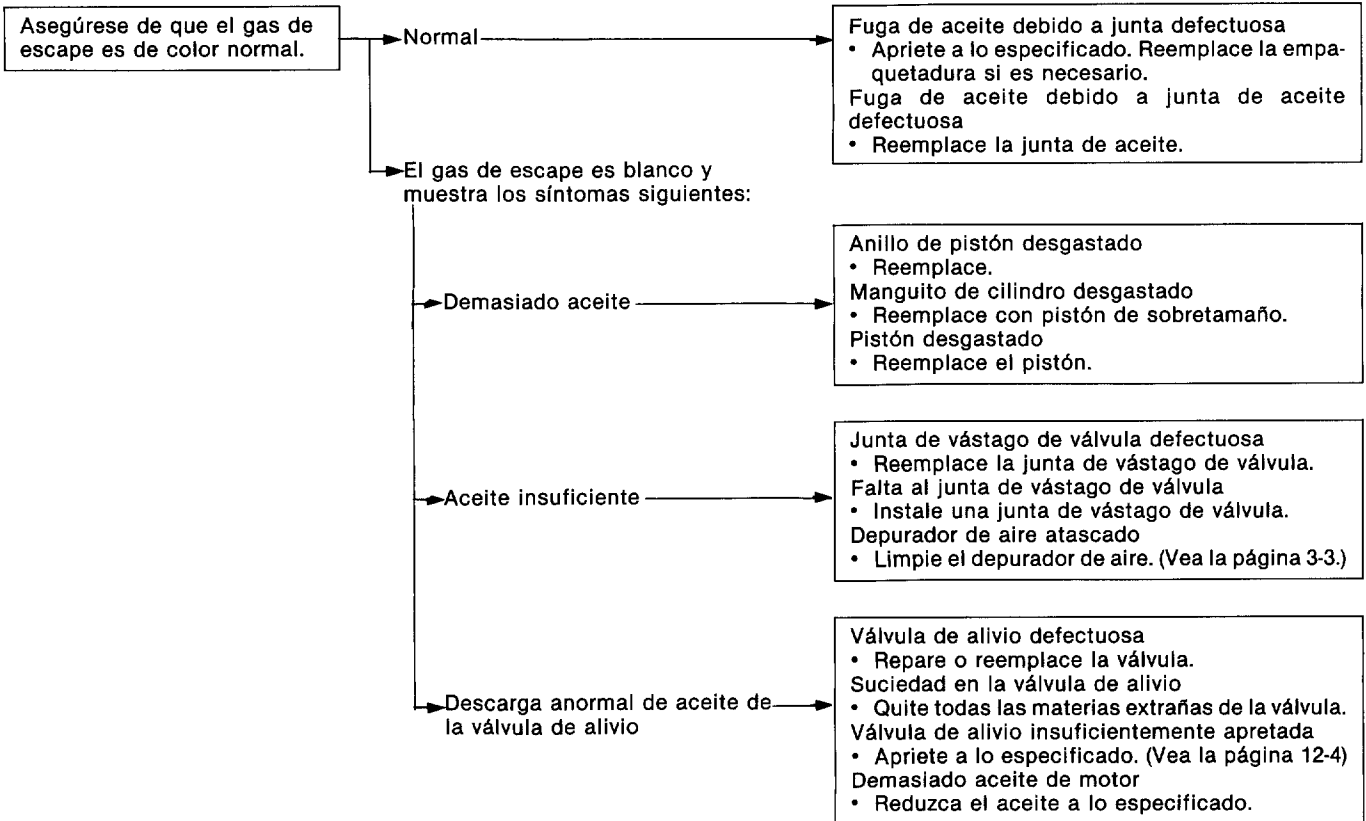 Asegúrese de que el gas de
escape es de color normal.
Normal
Fuga de aceite debido a junta defectuosa
• Apriete a lo especificado. Reemplace la empa-
quetadura si es necesario.
Fuga de aceite debido a junta de aceite
defectuosa
• Reemplace la junta de aceite.
El gas de escape es blanco y
muestra los síntomas siguientes:
Demasiado aceite
Anillo de pistón desgastado
• Reemplace.
Manguito de cilindro desgastado
• Reemplace con pistón de sobretamaño.
Pistón desgastado
• Reemplace el pistón.
Aceite insuficiente
Junta de vástago de válvula defectuosa
• Reemplace la junta de vástago de válvula.
Falta al junta de vástago de válvula
• Instale una junta de vástago de válvula.
Depurador de aire atascado
• Limpie el depurador de aire. (Vea la página 3-3.)
Descarga anormal de aceite de
la válvula de alivio
Válvula de alivio defectuosa
• Repare o reemplace la válvula.
Suciedad en la válvula de alivio
• Quite todas las materias extrañas de la válvula.
Válvula de alivio insuficientemente apretada
• Apriete a lo especificado. (Vea la página 12-4)
Demasiado aceite de motor
• Reduzca el aceite a lo especificado.